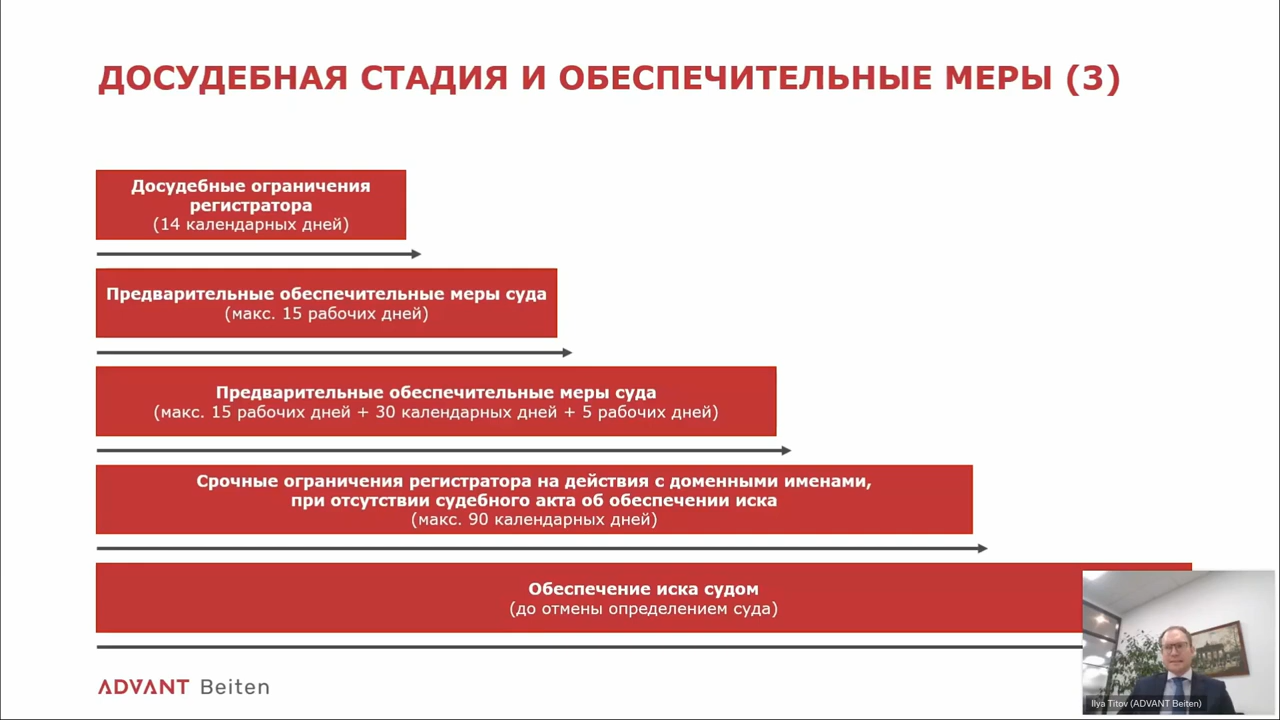 ДОСУДЕБНАЯ СТАДИЯ И ОБЕСПЕЧИТЕЛЬНЫЕ МЕРЫ (3)
Досудебные ограничения
регистратора
(14 календарных дней)
Предварительные обеспечительные меры суда
(макс. 15 рабочих дней)
Предварительные обеспечительные меры суда
(макс. 15 рабочих дней + 30 календарных дней + 5 рабочих дней)
Срочные ограничения регистратора на действия с доменными именами,
при отсутствии судебного акта об обеспечении иска
(макс. 90 календарных дней)
Обеспечение иска судом
(до отмены определением суда)
ADVANT Beiten
Ilya Titov (ADVANT Beiten)